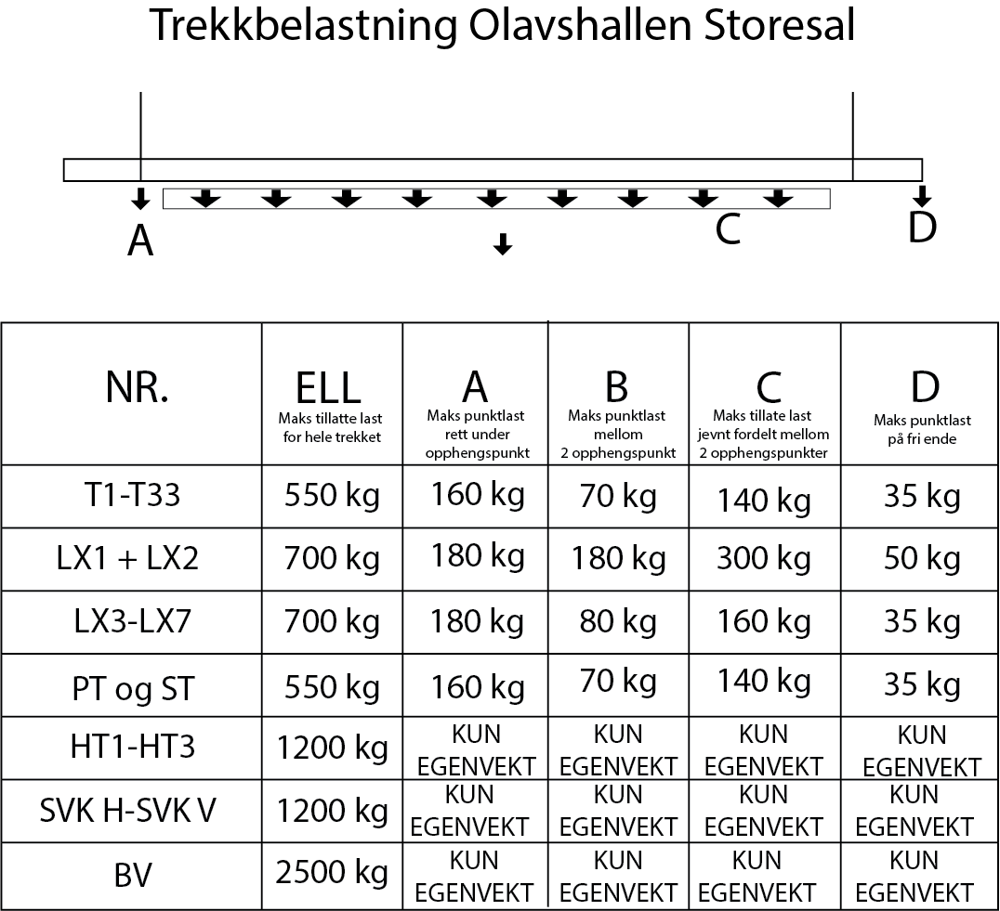 Trekkbelastning Olavshallen Storesal
A
C
D
NR.
ELL
Maks tillatte last
for hele trekket
A
Maks punktlast
rett under
opphengspunkt
B
Maks punktlast
mellom
2 opphengspunkt
C
Maks tillate last
jevnt fordelt mellom
2 opphengspunkter
D
Maks punktlast
på fri ende
T1-T33 550 kg 160 kg 70 kg 140 kg 35 kg
LX1 + LX2 700 kg 180 kg 180 kg 300 kg 50 kg
LX3-LX7 700 kg 180 kg 80 kg 160 kg 35 kg
PT og ST 550 kg 160 kg 70 kg 140 kg 35 kg
HT1-HT3 1200 kg
KUN KUN KUN KUN
EGENVEKT EGENVEKT EGENVEKT EGENVEKT
SVK H-SVK V 1200 kg
KUN KUN KUN KUN
EGENVEKT EGENVEKT EGENVEKT EGENVEKT
BV 2500 kg
KUN KUN KUN KUN
EGENVEKT EGENVEKT EGENVEKT EGENVEKT